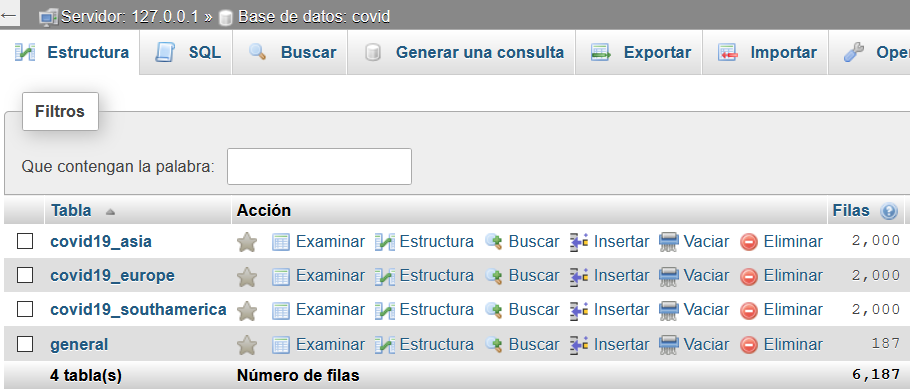 Servidor: 127.0.0.1 » Base de datos: covid
Estructura SQL Buscar Generar una consulta Exportar Importar Oper
Filtros
Que contengan la palabra:
Tabla Acción Filas
covid19_asia Examinar Estructura Buscar Insertar Vaciar Eliminar 2,000
covid19_europe Examinar Estructura Buscar Insertar Vaciar Eliminar 2,000
covid19_southamerica Examinar Estructura Buscar Insertar Vaciar Eliminar 2,000
general Examinar Estructura Buscar Insertar Vaciar Eliminar 187
4 tabla(s) Número de filas 6,187